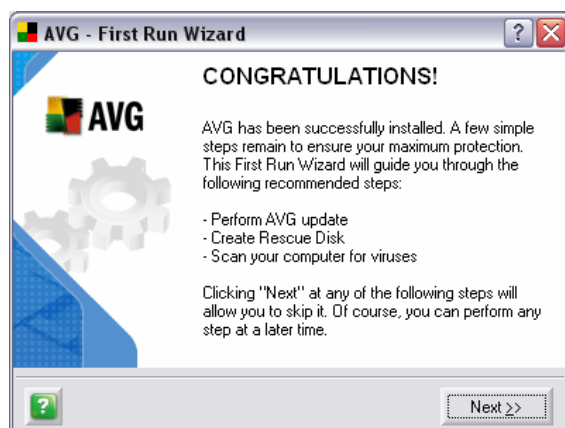 AVG - First Run Wizard
?
CONGRATULATIONS!
AVG
AVG has been successfully installed. A few simple
steps remain to ensure your maximum protection.
This First Run Wizard will guide you through the
following recommended steps:
- Perform AVG update
- Create Rescue Disk
- Scan your computer for viruses
Clicking "Next" at any of the following steps will
allow you to skip it. Of course, you can perform any
step at a later time.
?
Next >>